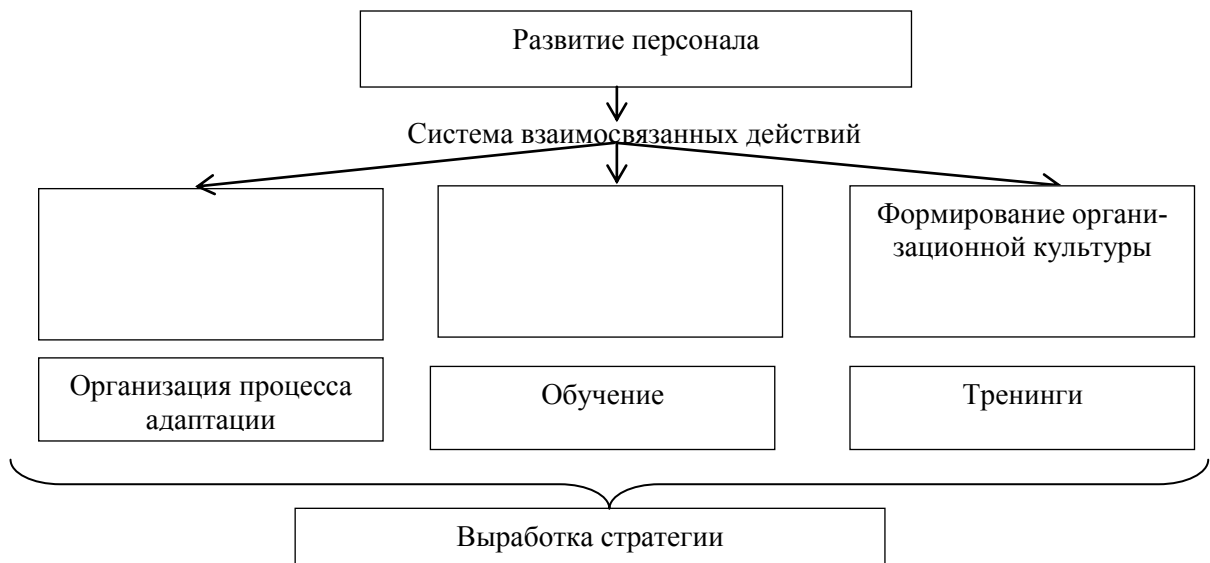 Развитие персонала
Система взаимосвязанных действий
Формирование органи-
зационной культуры
Организация процесса
адаптации
Обучение
Тренинги
Выработка стратегии